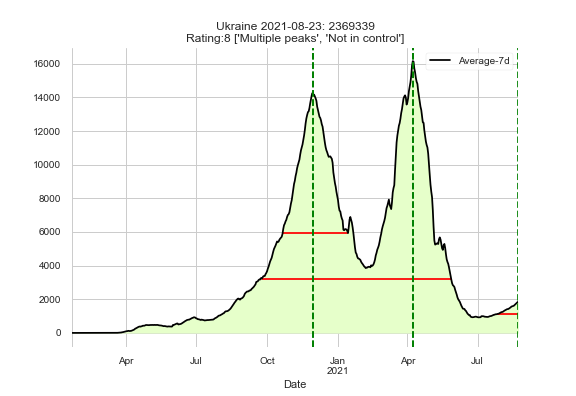 Ukraine 2021-08-23: 2369339
Rating:8 ['Multiple peaks', 'Not in control']
Average-7d
16000
14000
12000
10000
8000
6000
4000
2000
0
Apr Jul Oct Jan Apr Jul
2021
Date